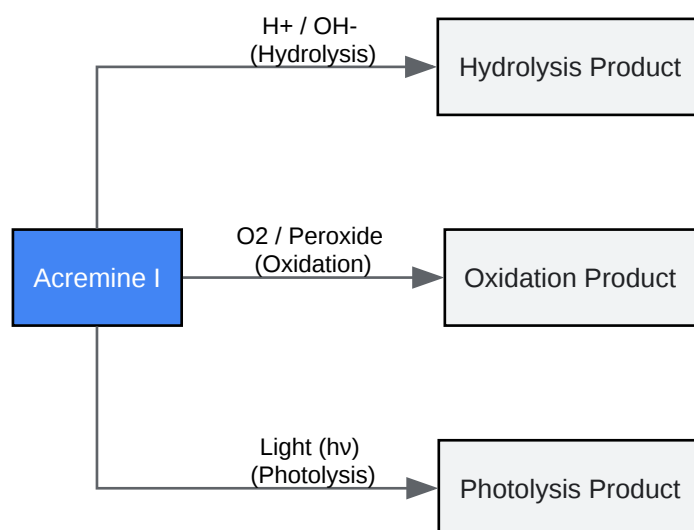 H+ / OH-
(Hydrolysis)
Hydrolysis Product
O2 / Peroxide
(Oxidation)
Acremine I
Oxidation Product
Light (hν)
(Photolysis)
Photolysis Product